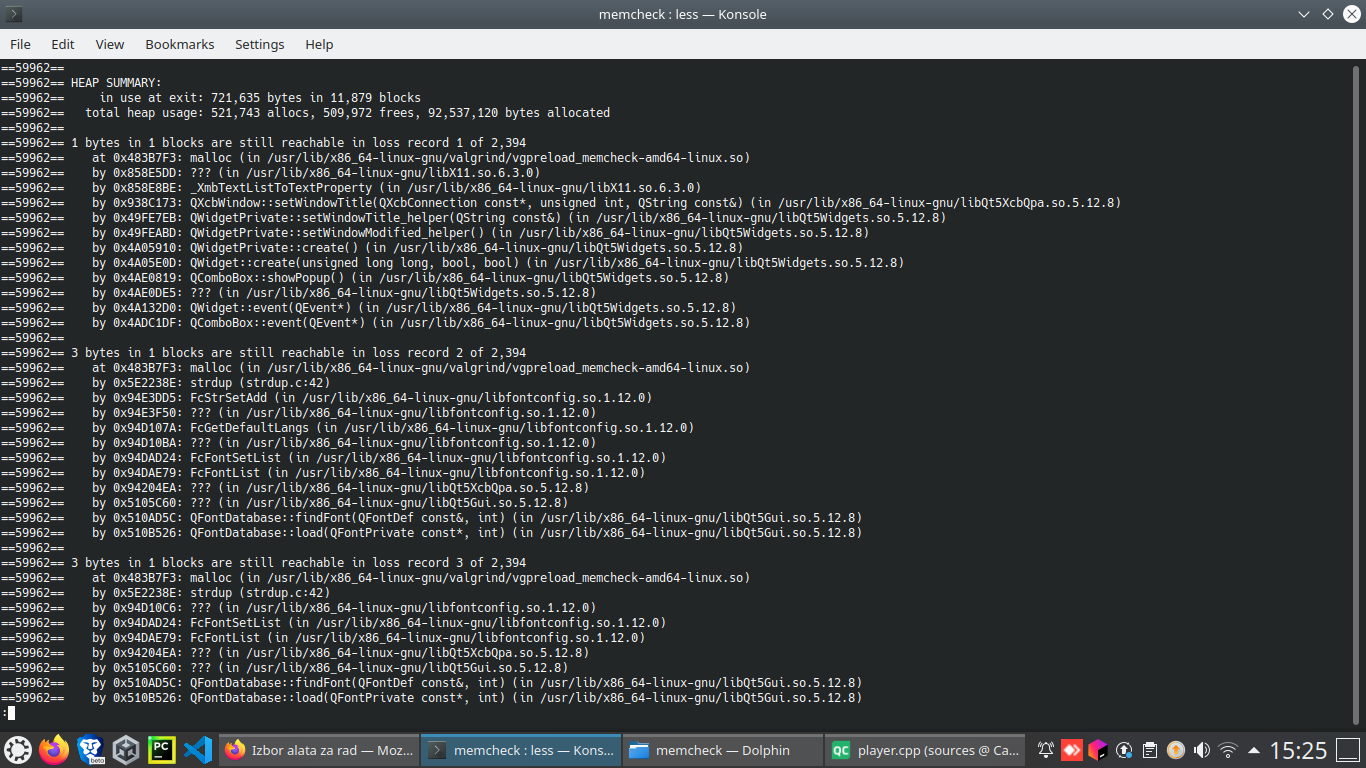 memcheck : less — Konsole
File Edit View Bookmarks Settings Help
==59962==
==59962== HEAP SUMMARY:
==59962==     in use at exit: 721,635 bytes in 11,879 blocks
==59962==   total heap usage: 521,743 allocs, 509,972 frees, 92,537,120 bytes allocated
==59962==
==59962== 1 bytes in 1 blocks are still reachable in loss record 1 of 2,394
==59962==    at 0x483B7F3: malloc (in /usr/lib/x86_64-linux-gnu/valgrind/vgpreload_memcheck-amd64-linux.so)
==59962==    by 0x858E5DD: ??? (in /usr/lib/x86_64-linux-gnu/libX11.so.6.3.0)
==59962==    by 0x858E8BE: _XmbTextListToTextProperty (in /usr/lib/x86_64-linux-gnu/libX11.so.6.3.0)
==59962==    by 0x938C173: QXcbWindow::setWindowTitle(QXcbConnection const*, unsigned int, QString const&) (in /usr/lib/x86_64-linux-gnu/libQt5XcbQpa.so.5.12.8)
==59962==    by 0x49FE7EB: QWidgetPrivate::setWindowTitle_helper(QString const&) (in /usr/lib/x86_64-linux-gnu/libQt5Widgets.so.5.12.8)
==59962==    by 0x49FEABD: QWidgetPrivate::setWindowModified_helper() (in /usr/lib/x86_64-linux-gnu/libQt5Widgets.so.5.12.8)
==59962==    by 0x4A05910: QWidgetPrivate::create() (in /usr/lib/x86_64-linux-gnu/libQt5Widgets.so.5.12.8)
==59962==    by 0x4A05E0D: QWidget::create(unsigned long long, bool, bool) (in /usr/lib/x86_64-linux-gnu/libQt5Widgets.so.5.12.8)
==59962==    by 0x4AE0819: QComboBox::showPopup() (in /usr/lib/x86_64-linux-gnu/libQt5Widgets.so.5.12.8)
==59962==    by 0x4AE0DE5: ??? (in /usr/lib/x86_64-linux-gnu/libQt5Widgets.so.5.12.8)
==59962==    by 0x4A132D0: QWidget::event(QEvent*) (in /usr/lib/x86_64-linux-gnu/libQt5Widgets.so.5.12.8)
==59962==    by 0x4ADC1DF: QComboBox::event(QEvent*) (in /usr/lib/x86_64-linux-gnu/libQt5Widgets.so.5.12.8)
==59962==
==59962== 3 bytes in 1 blocks are still reachable in loss record 2 of 2,394
==59962==    at 0x483B7F3: malloc (in /usr/lib/x86_64-linux-gnu/valgrind/vgpreload_memcheck-amd64-linux.so)
==59962==    by 0x5E2238E: strdup (strdup.c:42)
==59962==    by 0x94E3DD5: FcStrSetAdd (in /usr/lib/x86_64-linux-gnu/libfontconfig.so.1.12.0)
==59962==    by 0x94E3F50: ??? (in /usr/lib/x86_64-linux-gnu/libfontconfig.so.1.12.0)
==59962==    by 0x94D107A: FcGetDefaultLangs (in /usr/lib/x86_64-linux-gnu/libfontconfig.so.1.12.0)
==59962==    by 0x94D10BA: ??? (in /usr/lib/x86_64-linux-gnu/libfontconfig.so.1.12.0)
==59962==    by 0x94DAD24: FcFontSetList (in /usr/lib/x86_64-linux-gnu/libfontconfig.so.1.12.0)
==59962==    by 0x94DAE79: FcFontList (in /usr/lib/x86_64-linux-gnu/libfontconfig.so.1.12.0)
==59962==    by 0x94204EA: ??? (in /usr/lib/x86_64-linux-gnu/libQt5XcbQpa.so.5.12.8)
==59962==    by 0x5105C60: ??? (in /usr/lib/x86_64-linux-gnu/libQt5Gui.so.5.12.8)
==59962==    by 0x510AD5C: QFontDatabase::findFont(QFontDef const&, int) (in /usr/lib/x86_64-linux-gnu/libQt5Gui.so.5.12.8)
==59962==    by 0x510B526: QFontDatabase::load(QFontPrivate const*, int) (in /usr/lib/x86_64-linux-gnu/libQt5Gui.so.5.12.8)
==59962==
==59962== 3 bytes in 1 blocks are still reachable in loss record 3 of 2,394
==59962==    at 0x483B7F3: malloc (in /usr/lib/x86_64-linux-gnu/valgrind/vgpreload_memcheck-amd64-linux.so)
==59962==    by 0x5E2238E: strdup (strdup.c:42)
==59962==    by 0x94D10C6: ??? (in /usr/lib/x86_64-linux-gnu/libfontconfig.so.1.12.0)
==59962==    by 0x94DAD24: FcFontSetList (in /usr/lib/x86_64-linux-gnu/libfontconfig.so.1.12.0)
==59962==    by 0x94DAE79: FcFontList (in /usr/lib/x86_64-linux-gnu/libfontconfig.so.1.12.0)
==59962==    by 0x94204EA: ??? (in /usr/lib/x86_64-linux-gnu/libQt5XcbQpa.so.5.12.8)
==59962==    by 0x5105C60: ??? (in /usr/lib/x86_64-linux-gnu/libQt5Gui.so.5.12.8)
==59962==    by 0x510AD5C: QFontDatabase::findFont(QFontDef const&, int) (in /usr/lib/x86_64-linux-gnu/libQt5Gui.so.5.12.8)
==59962==    by 0x510B526: QFontDatabase::load(QFontPrivate const*, int) (in /usr/lib/x86_64-linux-gnu/libQt5Gui.so.5.12.8)
:
beta PC Izbor alata za rad — Moz... memcheck : less — Kons... memcheck — Dolphin QC player.cpp (sources @ Ca... 15:25